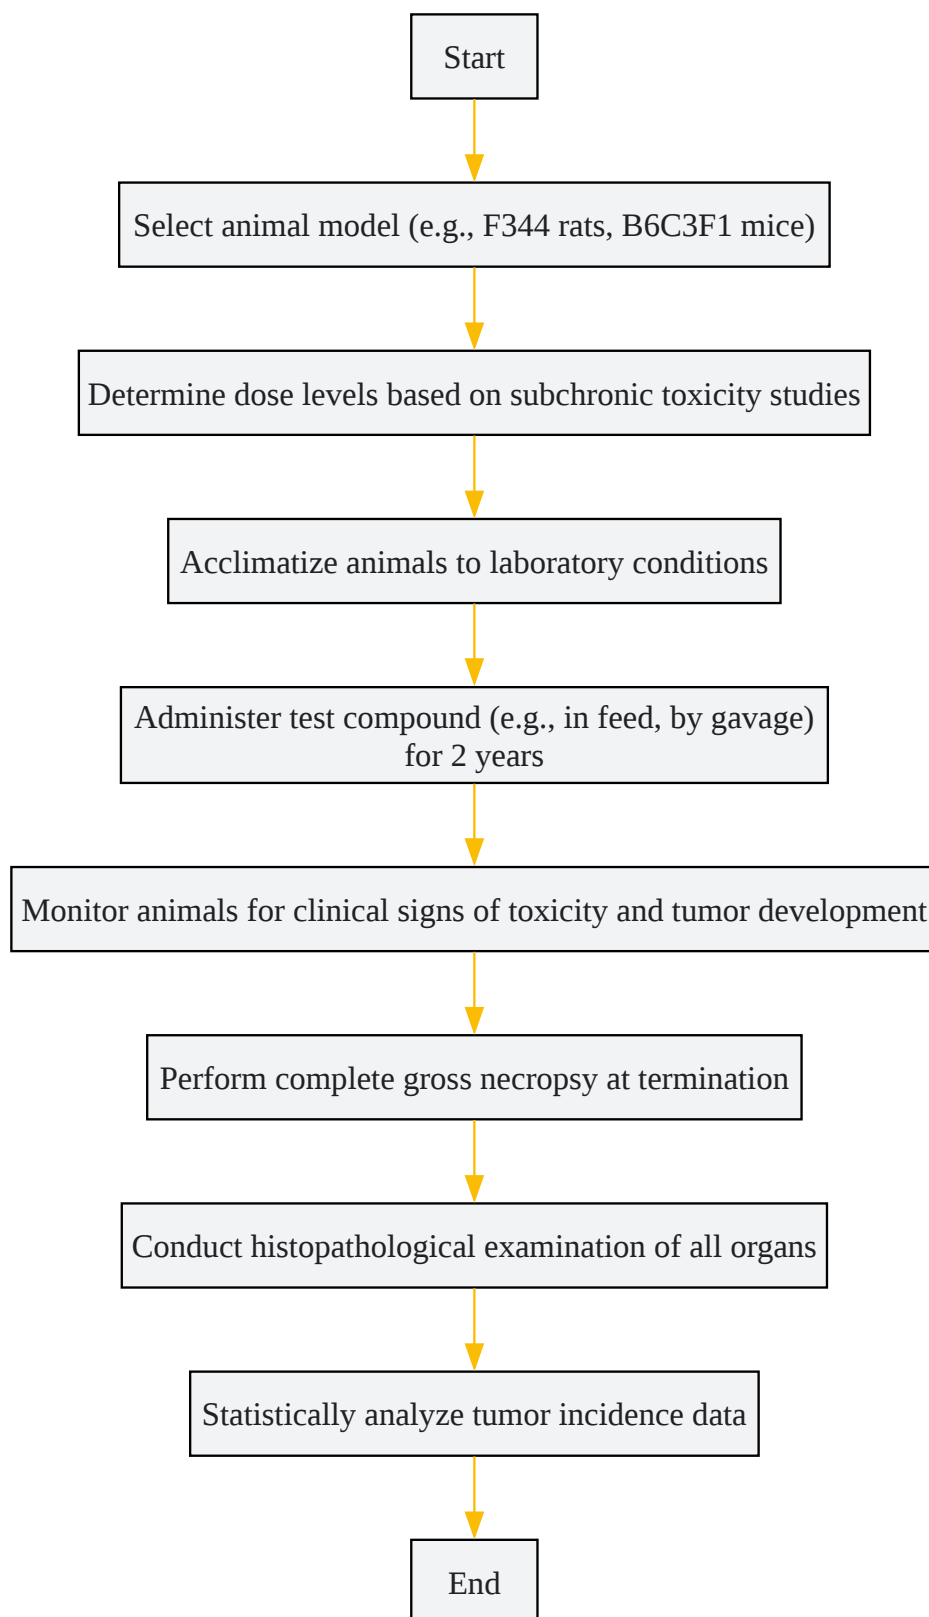 Start
Select animal model (e.g., F344 rats, B6C3F1 mice)
Determine dose levels based on subchronic toxicity studies
Acclimatize animals to laboratory conditions
Administer test compound (e.g., in feed, by gavage)
for 2 years
Monitor animals for clinical signs of toxicity and tumor development
Perform complete gross necropsy at termination
Conduct histopathological examination of all organs
Statistically analyze tumor incidence data
End